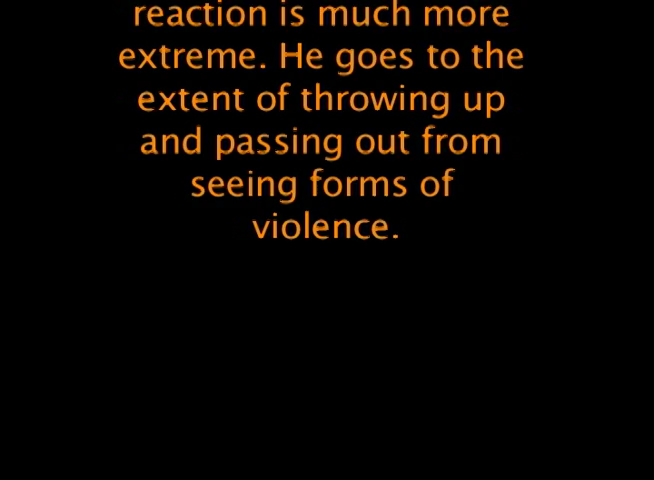 reaction is much more
extreme. He goes to the
extent of throwing up
and passing out from
seeing forms of
violence.